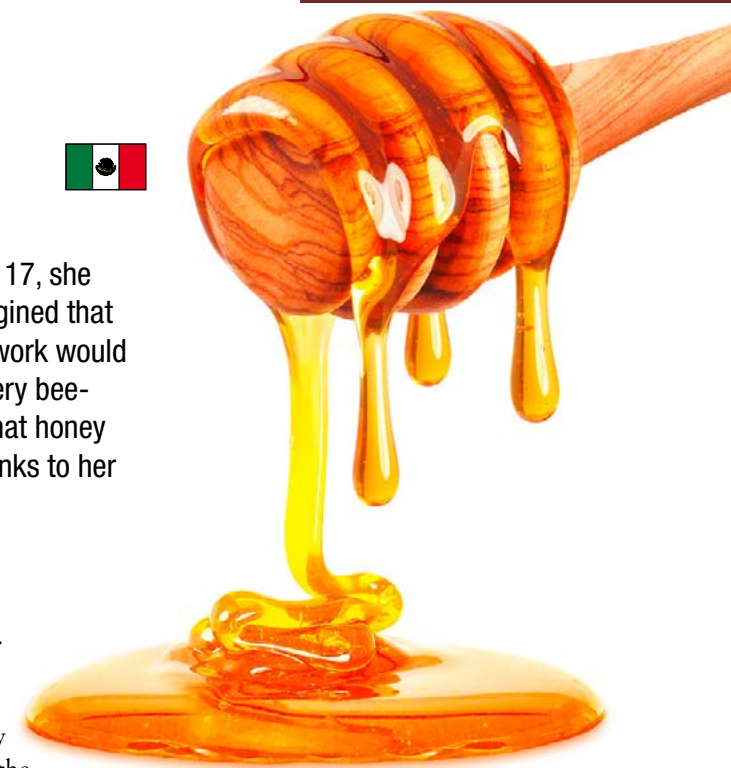 17, she
gined that
work would
ery bee-
hat honey
nks to her
.
y